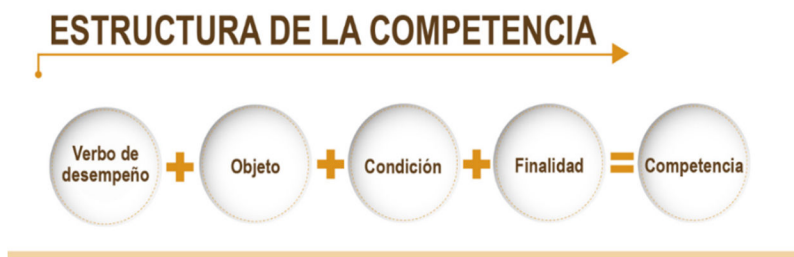 ESTRUCTURA DE LA COMPETENCIA
Verbo de
desempeño + Objeto + Condición + Finalidad = Competencia